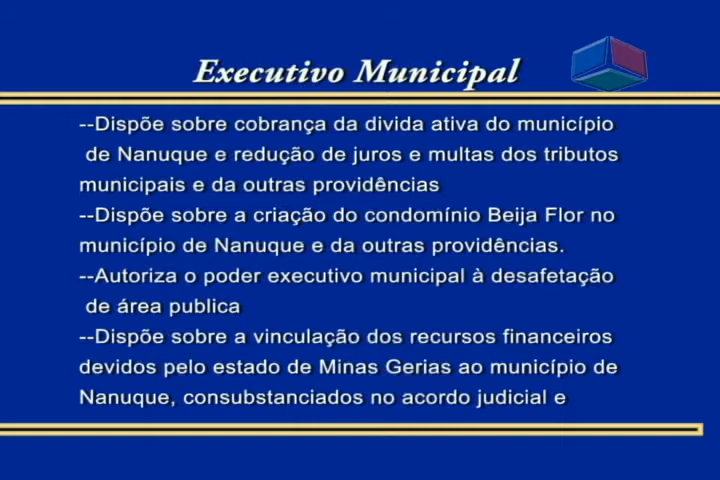 Executivo Municipal
--Dispõe sobre cobrança da divida ativa do município
de Nanuque e redução de juros e multas dos tributos
municipais e da outras providências
--Dispõe sobre a criação do condomínio Beija Flor no
município de Nanuque e da outras providências.
--Autoriza o poder executivo municipal à desafetação
de área publica
--Dispõe sobre a vinculação dos recursos financeiros
devidos pelo estado de Minas Gerias ao município de
Nanuque, consubstanciados no acordo judicial e